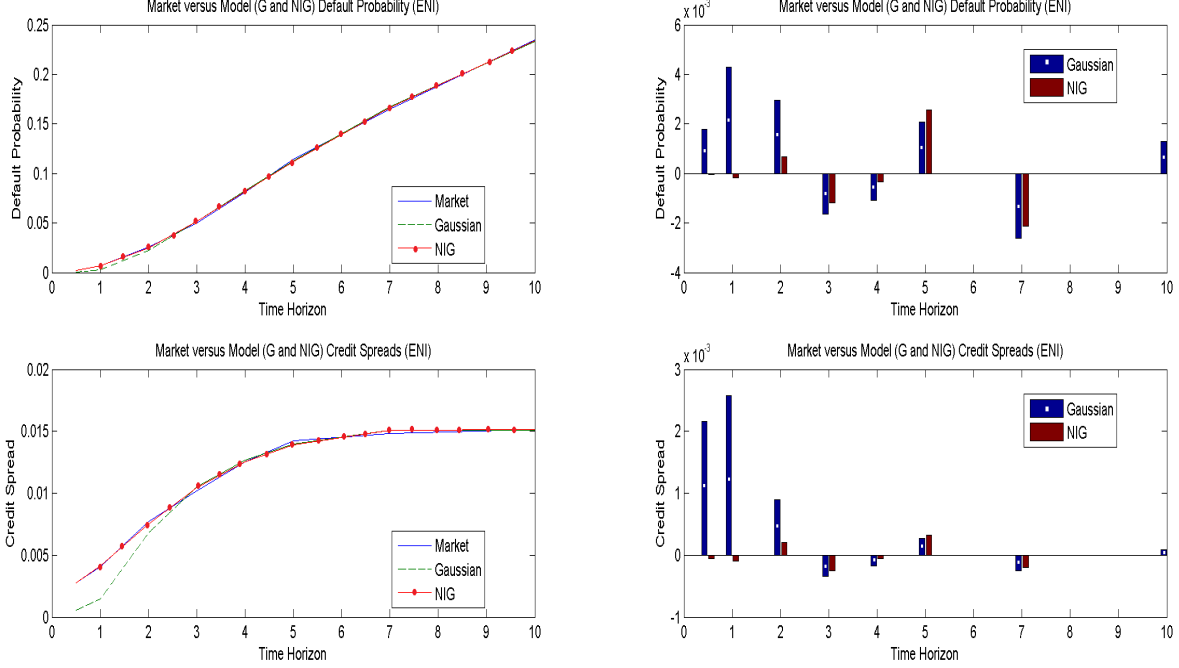 Market versus Model (G and NIG) Default Probability (ENI)
0.25
0.2
0.15
0.1
0.05
0
Default Probability
0 1 2 3 4 5 6 7 8 9 10
Time Horizon
Market
Gaussian
NIG
Market versus Model (G and NIG) Default Probability (ENI)
x 10-3
6
4
2
0
-2
-4
Default Probability
0 1 2 3 4 5 6 7 8 9 10
Time Horizon
Gaussian
NIG
Market versus Model (G and NIG) Credit Spreads (ENI)
0.02
0.015
0.01
0.005
0
Credit Spread
0 1 2 3 4 5 6 7 8 9 10
Time Horizon
Market
Gaussian
NIG
Market versus Model (G and NIG) Credit Spreads (ENI)
x 10-3
3
2
1
0
-1
Credit Spread
0 1 2 3 4 5 6 7 8 9 10
Time Horizon
Gaussian
NIG